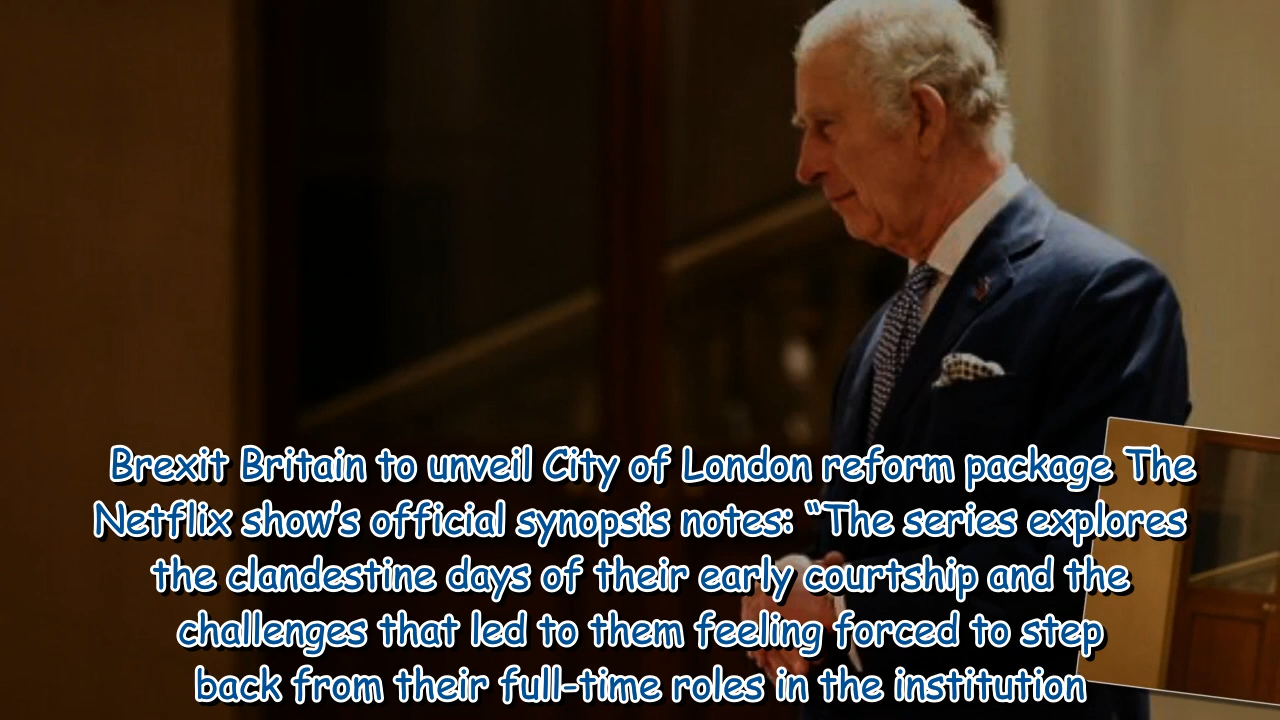 Brexit Britain to unveil City of London reform package The
Netflix show’s official synopsis notes: “The series explores
the clandestine days of their early courtship and the
challenges that led to them feeling forced to step
back from their full-time roles in the institution